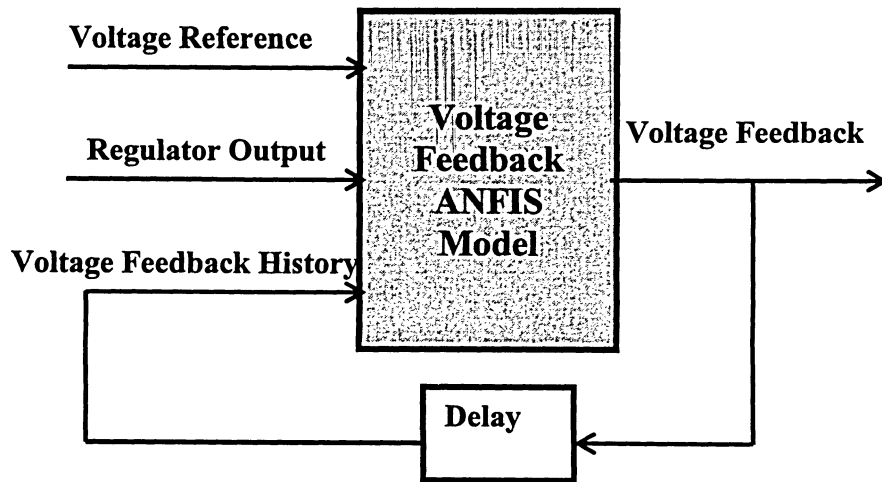 Voltage Reference
Regulator Output
Voltage Feedback History
Voltage
Feedback
ANFIS
Model
Voltage Feedback
Delay